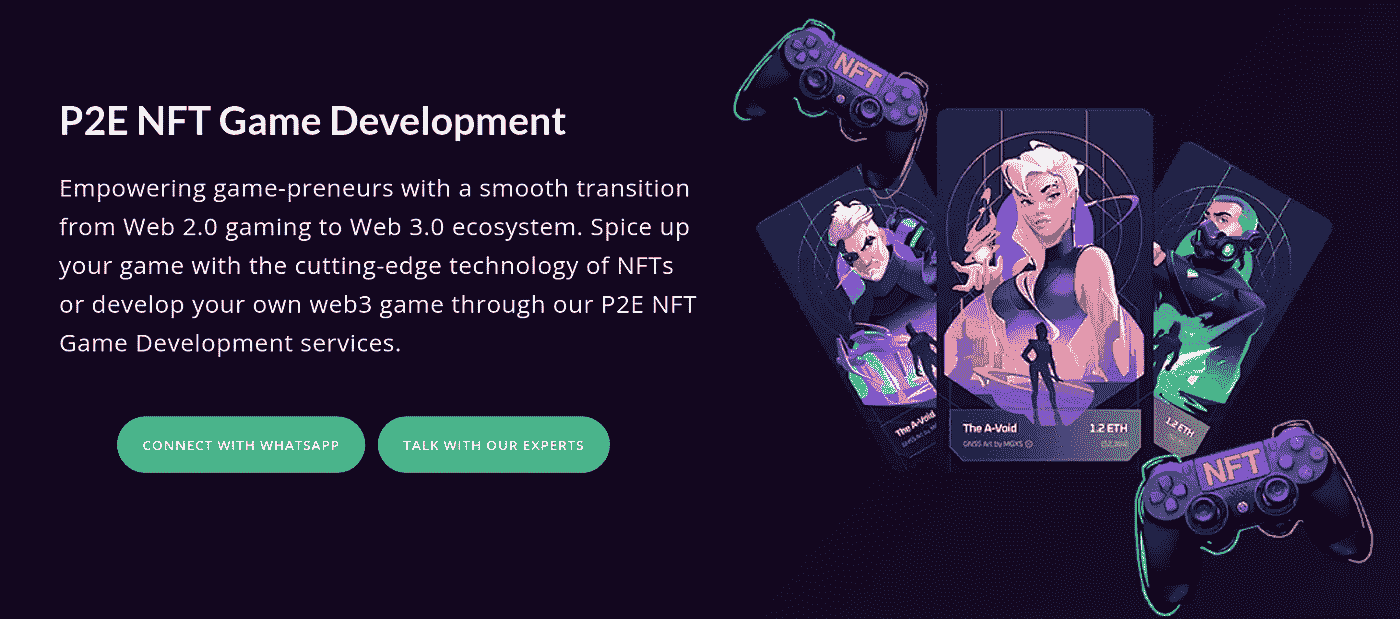 P2E NFT Game Development
Empowering game-preneurs with a smooth transition
from Web 2.0 gaming to Web 3.0 ecosystem. Spice up
your game with the cutting-edge technology of NFTs
or develop your own web3 game through our P2E NFT
Game Development services.
CONNECT WITH WHATSAPP
TALK WITH OUR EXPERTS
NFT
The A-Void
The A-Void 1.2 ETH
GNSS Art by MGXS
1.2 ETH
NFT